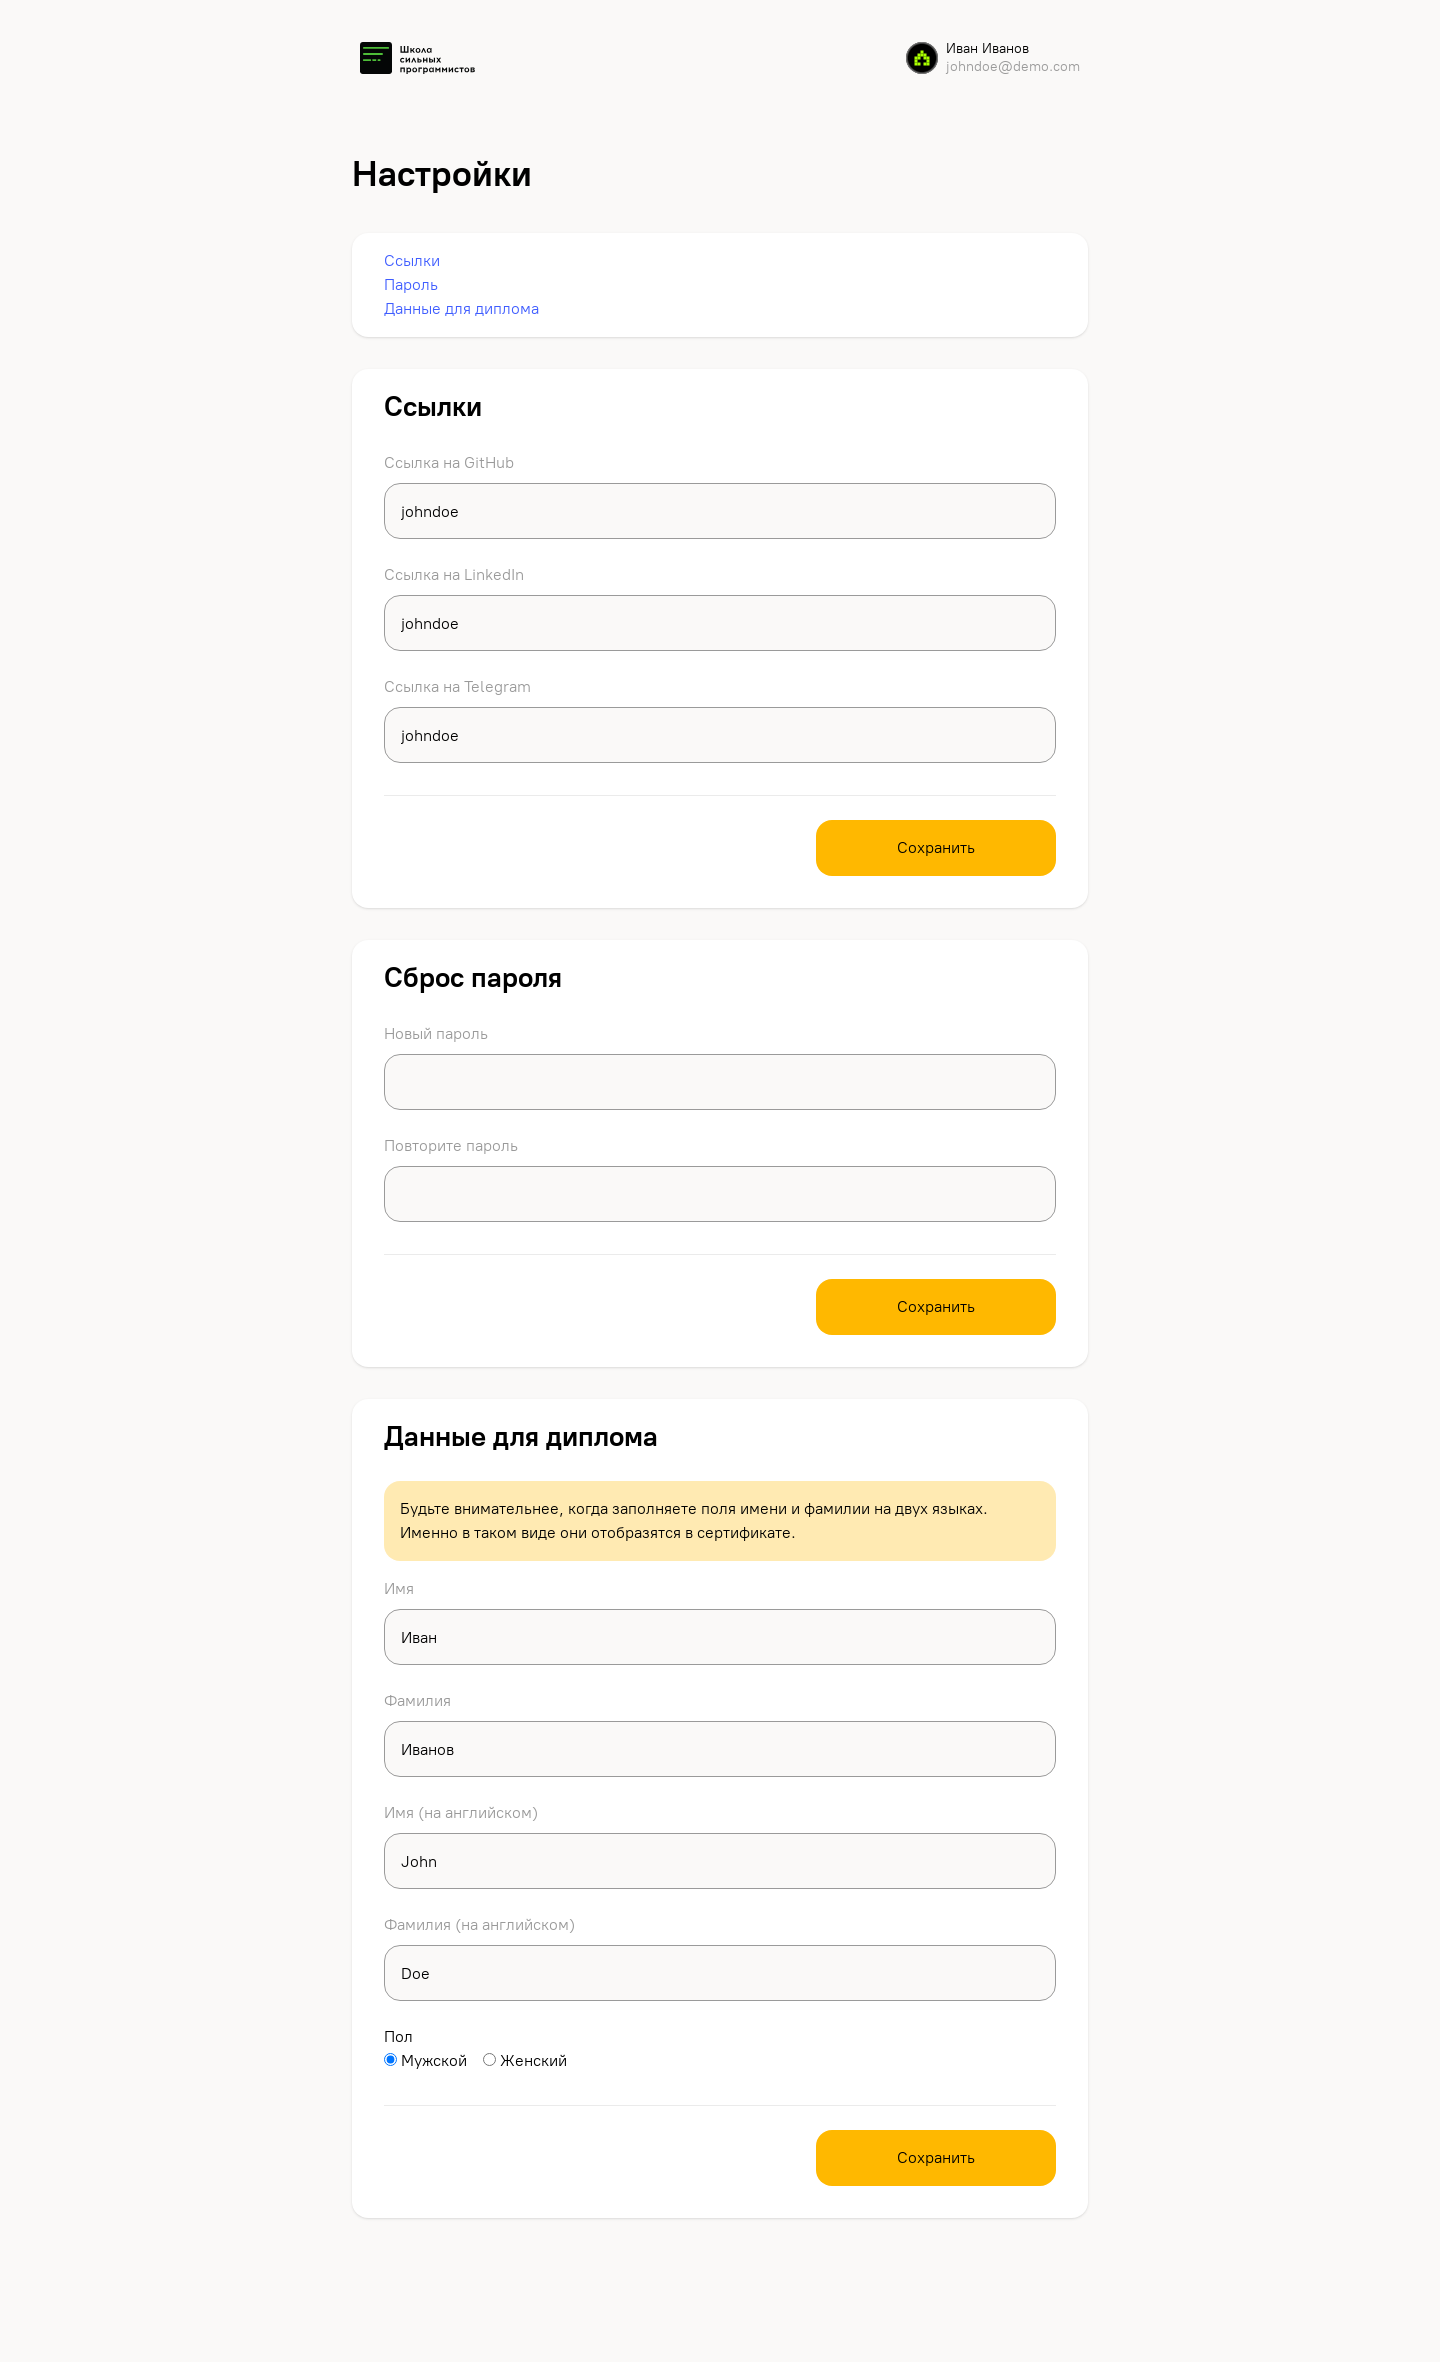 Школа
сильных
программистов
Иван Иванов
johndoe@demo.com
Настройки
Ссылки
Пароль
Данные для диплома
Ссылки
Ссылка на GitHub
johndoe
Ссылка на LinkedIn
johndoe
Ссылка на Telegram
johndoe
Сохранить
Сброс пароля
Новый пароль
Повторите пароль
Сохранить
Данные для диплома
Будьте внимательнее, когда заполняете поля имени и фамилии на двух языках.
Именно в таком виде они отобразятся в сертификате.
Имя
Иван
Фамилия
Иванов
Имя (на английском)
John
Фамилия (на английском)
Doe
Пол
Мужской Женский
Сохранить